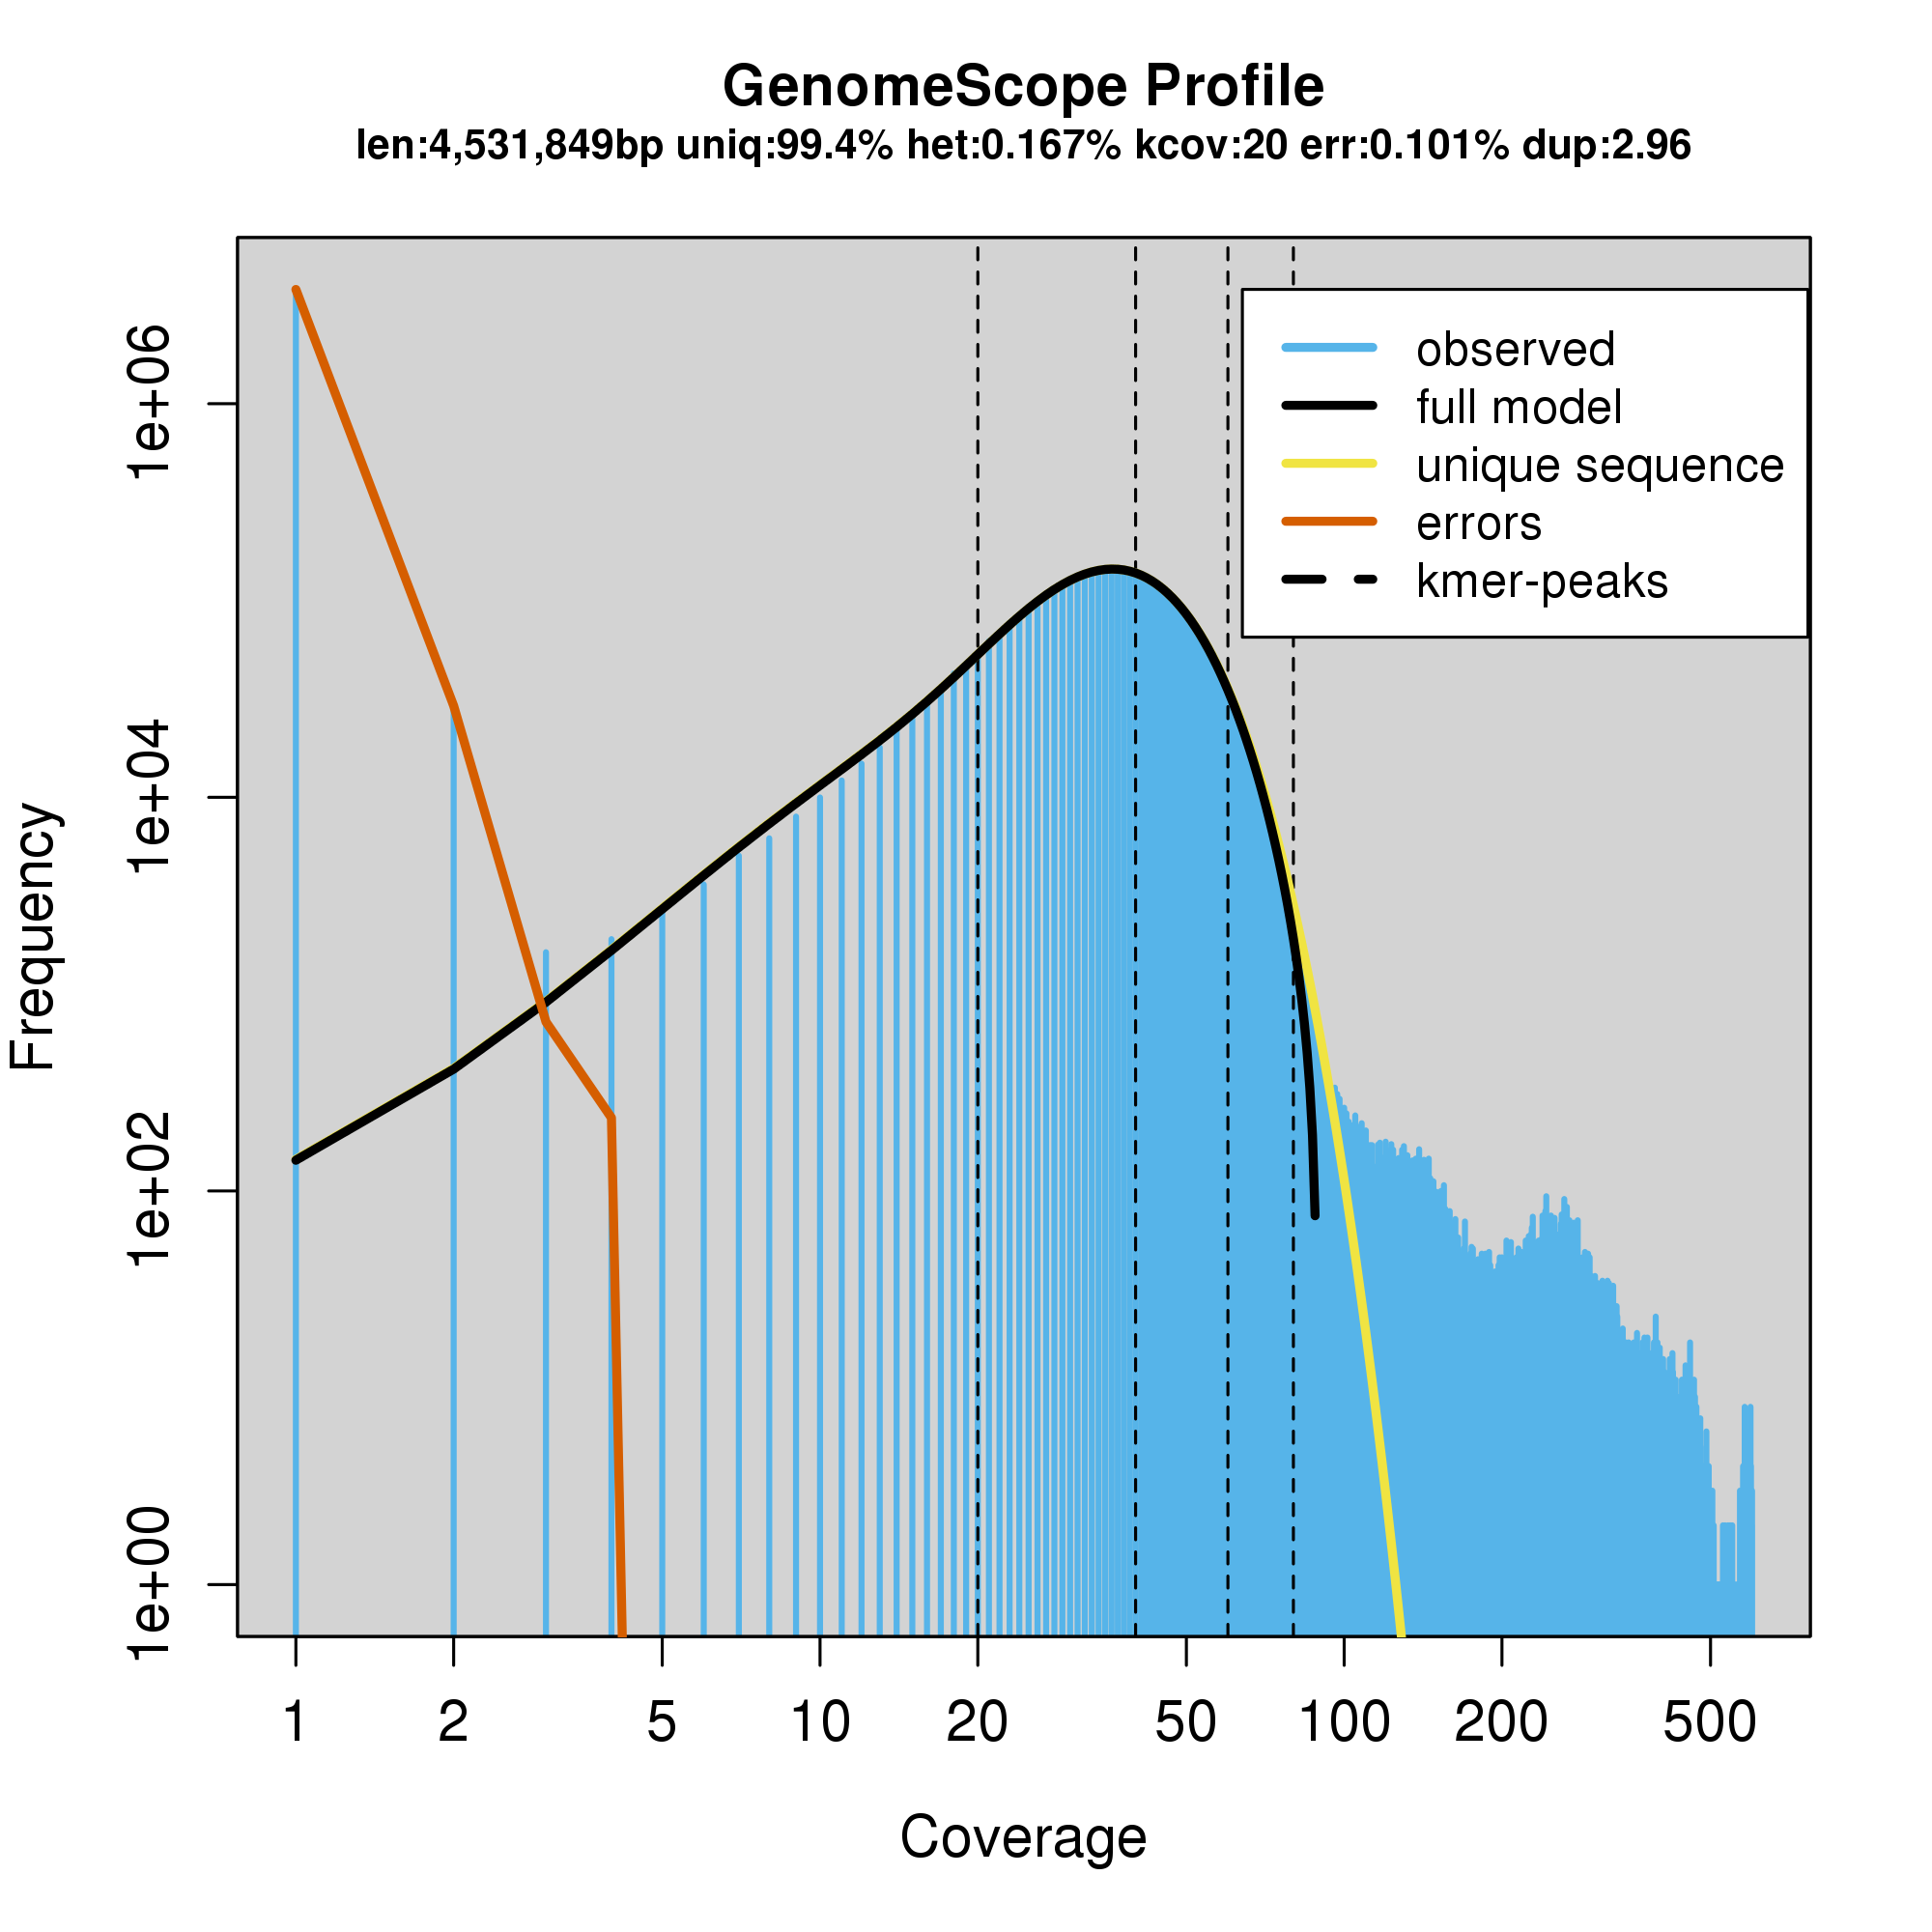 GenomeScope Profile
len:4,531,849bp uniq:99.4% het:0.167% kcov:20 err:0.101% dup:2.96
observed
full model
unique sequence
errors
kmer-peaks
Frequency
1e+06
1e+04
1e+02
1e+00
1 2 5 10 20 50 100 200 500
Coverage